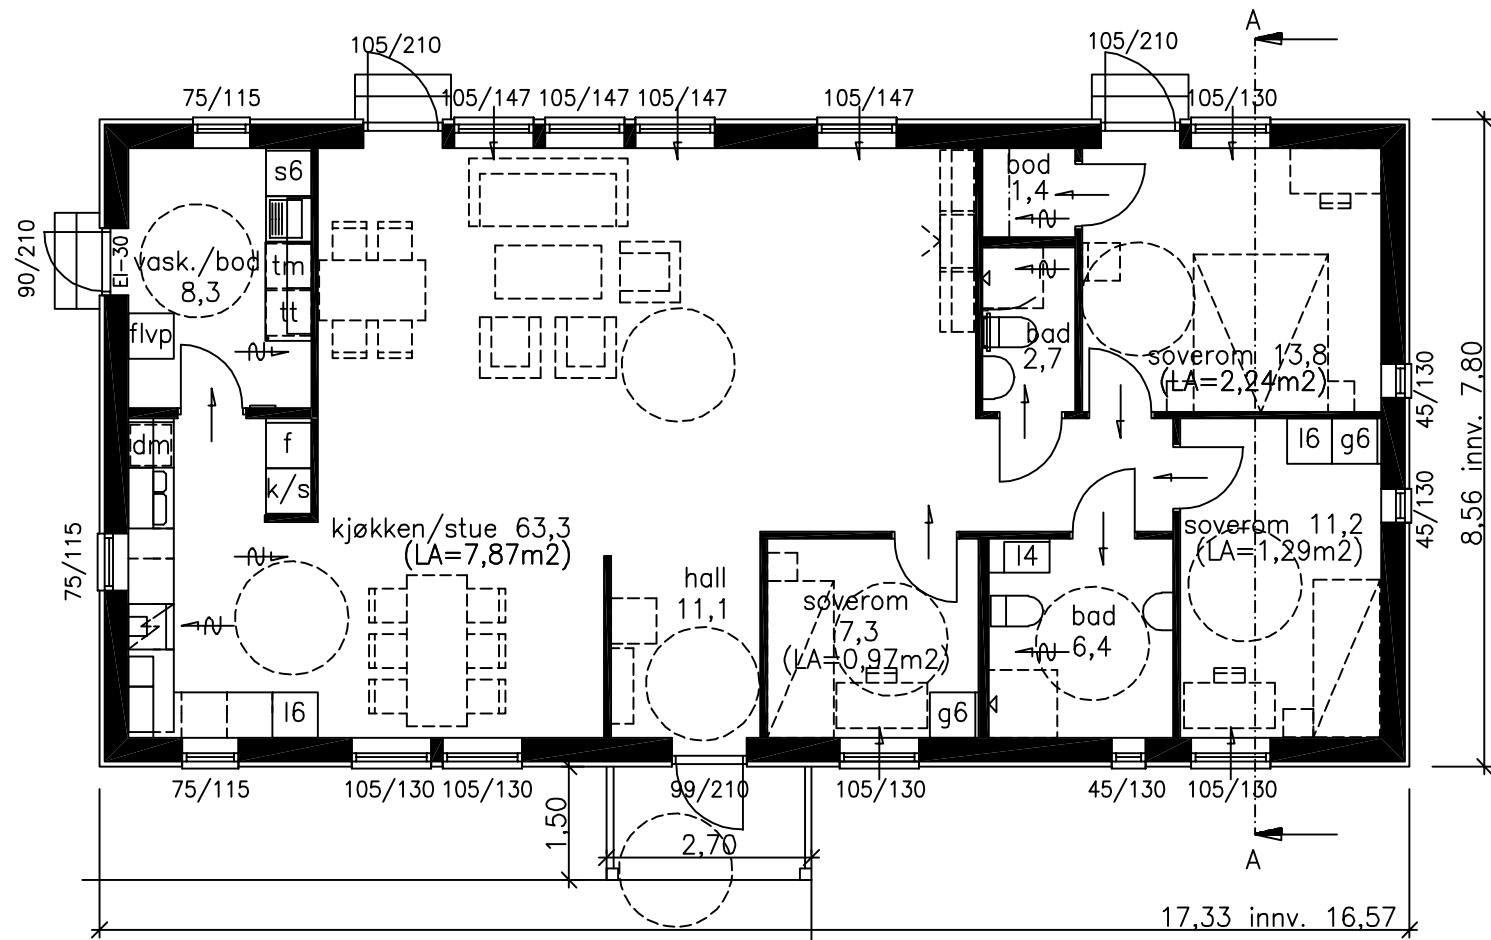 A
105/210
105/210
75/115
105/147
105/147
105/147
105/147
105/130
s6
bod
1,4
90/210
EI-30
vask./bod
8,3
tm
tt
flvp
bad
2,7
soverom 13,8
(LA=2,24m2)
45/130
8,56 innv. 7,80
dm
f
k/s
l6
g6
kjøkken/stue 63,3
(LA=7,87m2)
soverom 11,2
(LA=1,29m2)
45/130
75/115
hall
11,1
soverom
7,3
(LA=0,97m2)
l4
bad
6,4
l6
g6
75/115
105/130
105/130
99/210
105/130
45/130
105/130
1,50
2,70
A
17,33 innv. 16,57